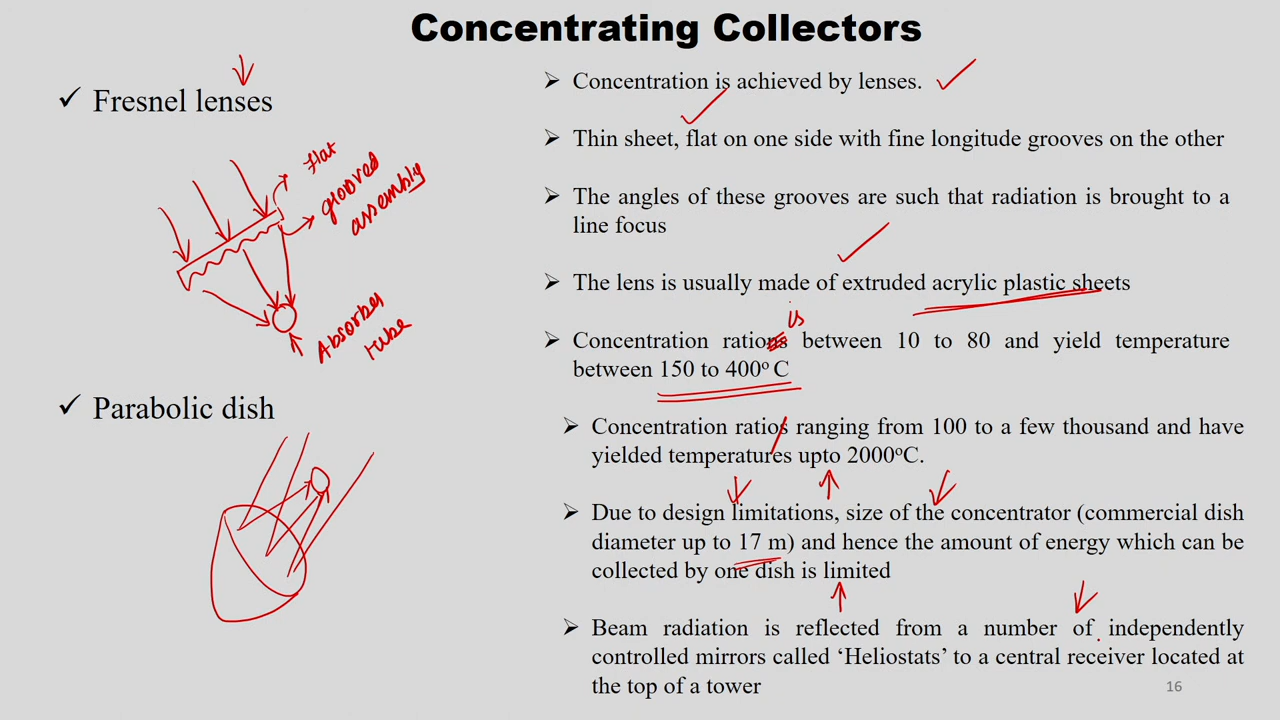 Concentrating Collectors
✓ Fresnel lenses
flat
grooved
assembly
Absorber
tube
➢ Concentration is achieved by lenses.
➢ Thin sheet, flat on one side with fine longitude grooves on the other
➢ The angles of these grooves are such that radiation is brought to a
line focus
➢ The lens is usually made of extruded acrylic plastic sheets
is
➢ Concentration ratios between 10 to 80 and yield temperature
between 150 to 400° C
✓ Parabolic dish
➢ Concentration ratios ranging from 100 to a few thousand and have
yielded temperatures upto 2000°C.
➢ Due to design limitations, size of the concentrator (commercial dish
diameter up to 17 m) and hence the amount of energy which can be
collected by one dish is limited
➢ Beam radiation is reflected from a number of independently
controlled mirrors called ‘Heliostats’ to a central receiver located at
the top of a tower
16